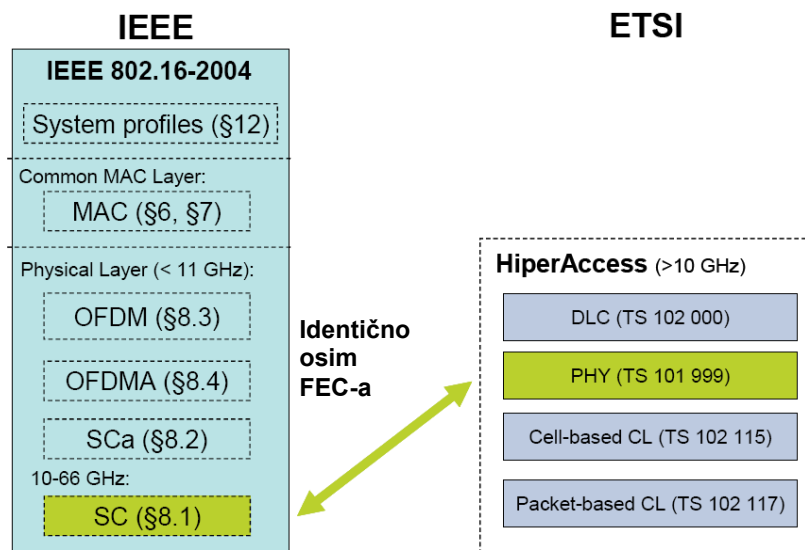 IEEE
IEEE 802.16-2004
System profiles (§12)
Common MAC Layer:
MAC (§6, §7)
Physical Layer (< 11 GHz):
OFDM (§8.3)
OFDMA (§8.4)
SCa (§8.2)
10-66 GHz:
SC (§8.1)
Identično
osim
FEC-a
ETSI
HiperAccess (>10 GHz)
DLC (TS 102 000)
PHY (TS 101 999)
Cell-based CL (TS 102 115)
Packet-based CL (TS 102 117)